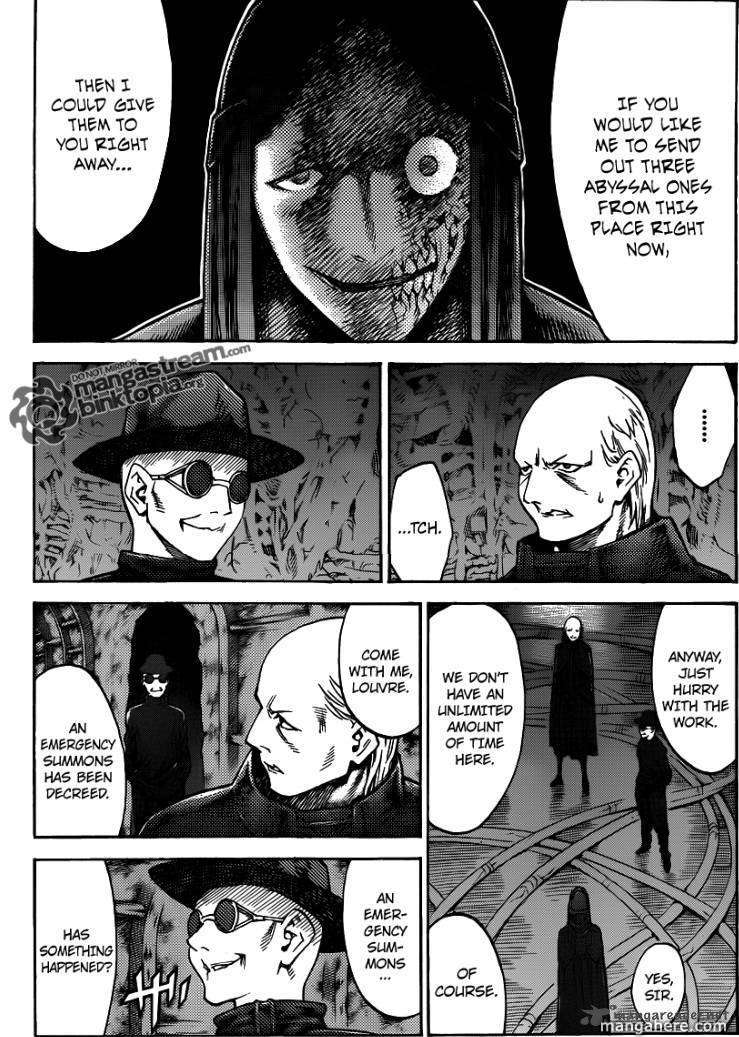 IF YOU
WOULD LIKE
ME TO SEND
OUT THREE
ABYSSAL ONES
FROM THIS
PLACE RIGHT
NOW,
THEN I
COULD GIVE
THEM TO
YOU RIGHT
AWAY...
.......
...TCH.
DO NOT MIRROR
mangastream.com
binktopia.org
ANYWAY,
JUST
HURRY
WITH THE
WORK.
WE DON'T
HAVE AN
UNLIMITED
AMOUNT
OF TIME
HERE.
YES,
SIR.
OF
COURSE.
COME
WITH ME,
LOUVRE.
AN
EMERGENCY
SUMMONS
HAS BEEN
DECREED.
AN
EMER-
GENCY
SUM-
MONS
...
HAS
SOMETHING
HAPPENED?
mangahere.com